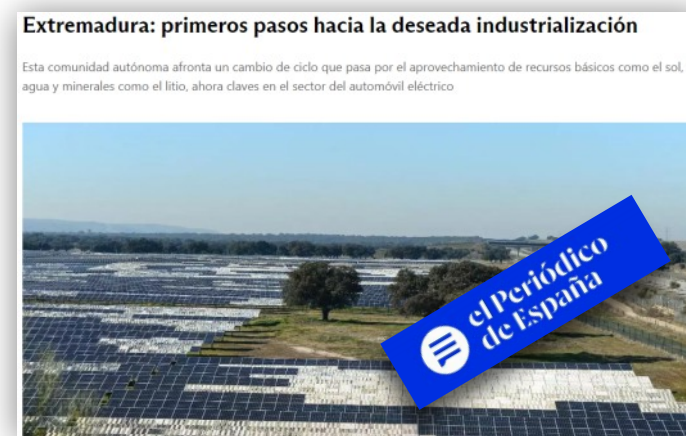 Extremadura: primeros pasos hacia la deseada industrialización
Esta comunidad autónoma afronta un cambio de ciclo que pasa por el aprovechamiento de recursos básicos como el sol,
agua y minerales como el litio, ahora claves en el sector del automóvil eléctrico
el Periódico
de España